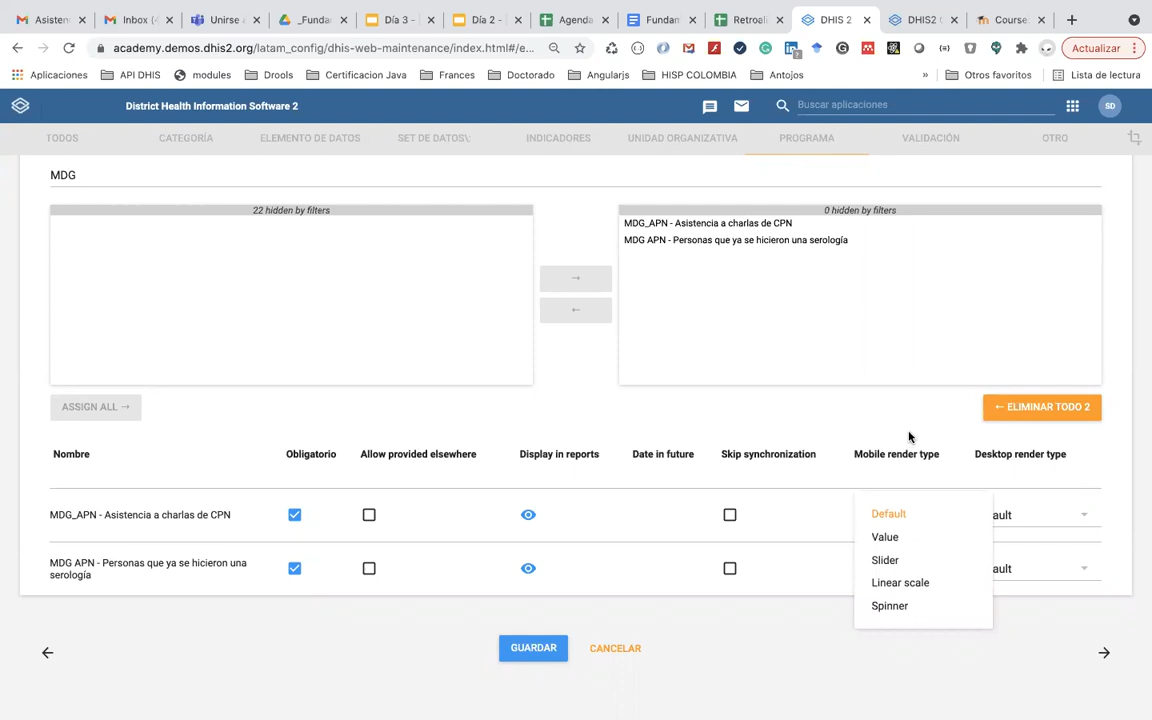 Asistent
Inbox (4
Unirse a
_Funda
Día 3 -
Día 2 -
Agenda
Fundam
Retroali
DHIS 2
DHIS2 C
Course:
academy.demos.dhis2.org/latam_config/dhis-web-maintenance/index.html#/e...
Actualizar
Aplicaciones
API DHIS
modules
Drools
Certificacion Java
Frances
Doctorado
Angularjs
HISP COLOMBIA
Antojos
»
Otros favoritos
Lista de lectura
District Health Information Software 2
Buscar aplicaciones
SD
TODOS
CATEGORÍA
ELEMENTO DE DATOS
SET DE DATOS\:
INDICADORES
UNIDAD ORGANIZATIVA
PROGRAMA
VALIDACIÓN
OTRO
MDG
22 hidden by filters
0 hidden by filters
MDG_APN - Asistencia a charlas de CPN
MDG APN - Personas que ya se hicieron una serología
→
←
ASSIGN ALL →
← ELIMINAR TODO 2
Nombre
Obligatorio
Allow provided elsewhere
Display in reports
Date in future
Skip synchronization
Mobile render type
Desktop render type
MDG_APN - Asistencia a charlas de CPN
ault
MDG APN - Personas que ya se hicieron una
serología
ault
Default
Value
Slider
Linear scale
Spinner
GUARDAR
CANCELAR